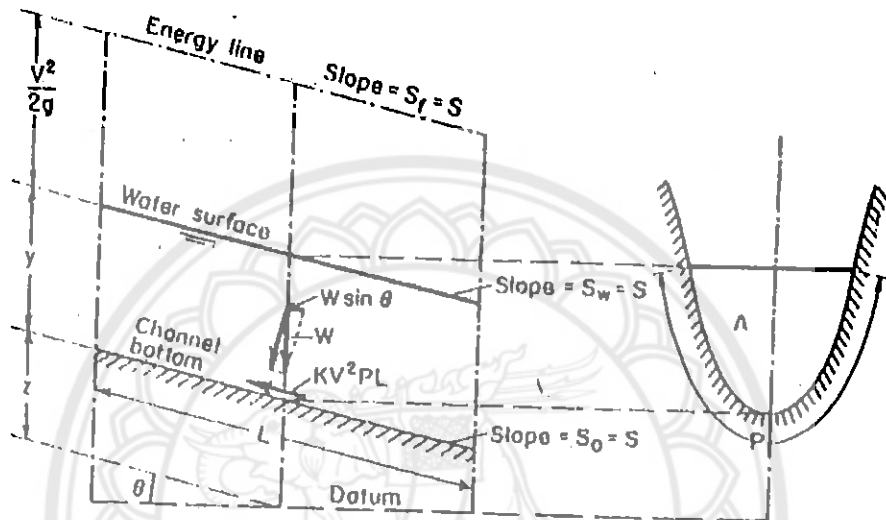 Energy line
Slope = S_f = S
V²
2g
Water surface
y
Slope = S_w = S
W sin θ
W
A
Channel
bottom
KV²PL
z
Slope = S_0 = S
P
L
θ
Datum